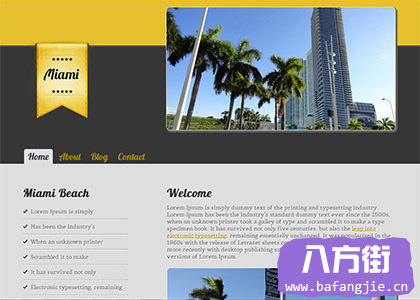 Miami
Home About Blog Contact
Miami Beach
Lorem Ipsum is simply
Has been the industry's
When an unknown printer
Scrambled it to make
It has survived not only
Electronic typesetting, remaining
Welcome
Lorem Ipsum is simply dummy text of the printing and typesetting industry.
Lorem Ipsum has been the industry's standard dummy text ever since the 1500s,
when an unknown printer took a galley of type and scrambled it to make a type
specimen book. It has survived not only five centuries, but also the leap into
electronic typesetting, remaining essentially unchanged. It was popularised in the
1960s with the release of Letraset sheets
more recently with desktop publishing
versions of Lorem Ipsum.
八方街
www.bafangjie.cn